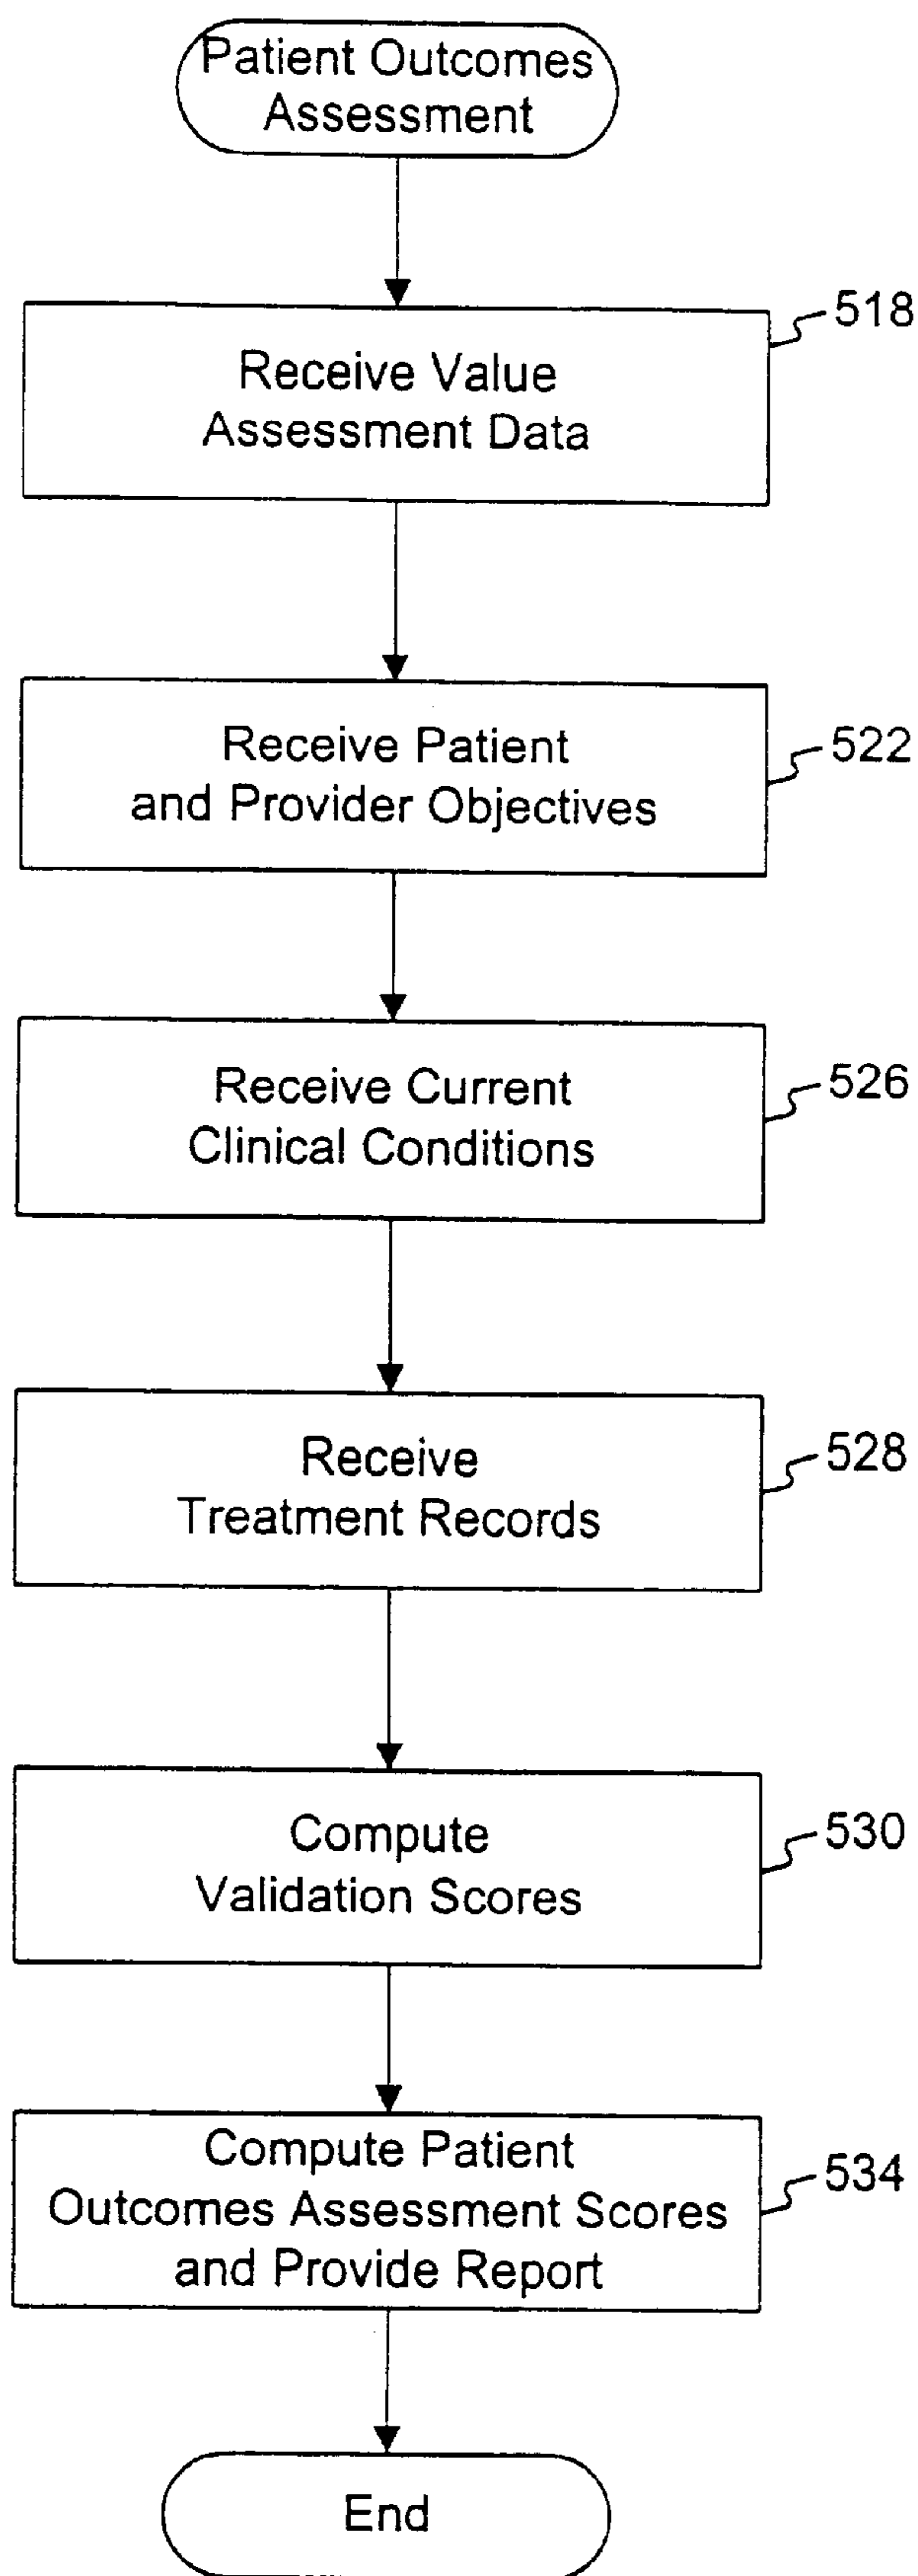 Patient Outcomes
Assessment
518
Receive Value
Assessment Data
522
Receive Patient
and Provider Objectives
526
Receive Current
Clinical Conditions
528
Receive
Treatment Records
530
Compute
Validation Scores
534
Compute Patient
Outcomes Assessment Scores
and Provide Report
End